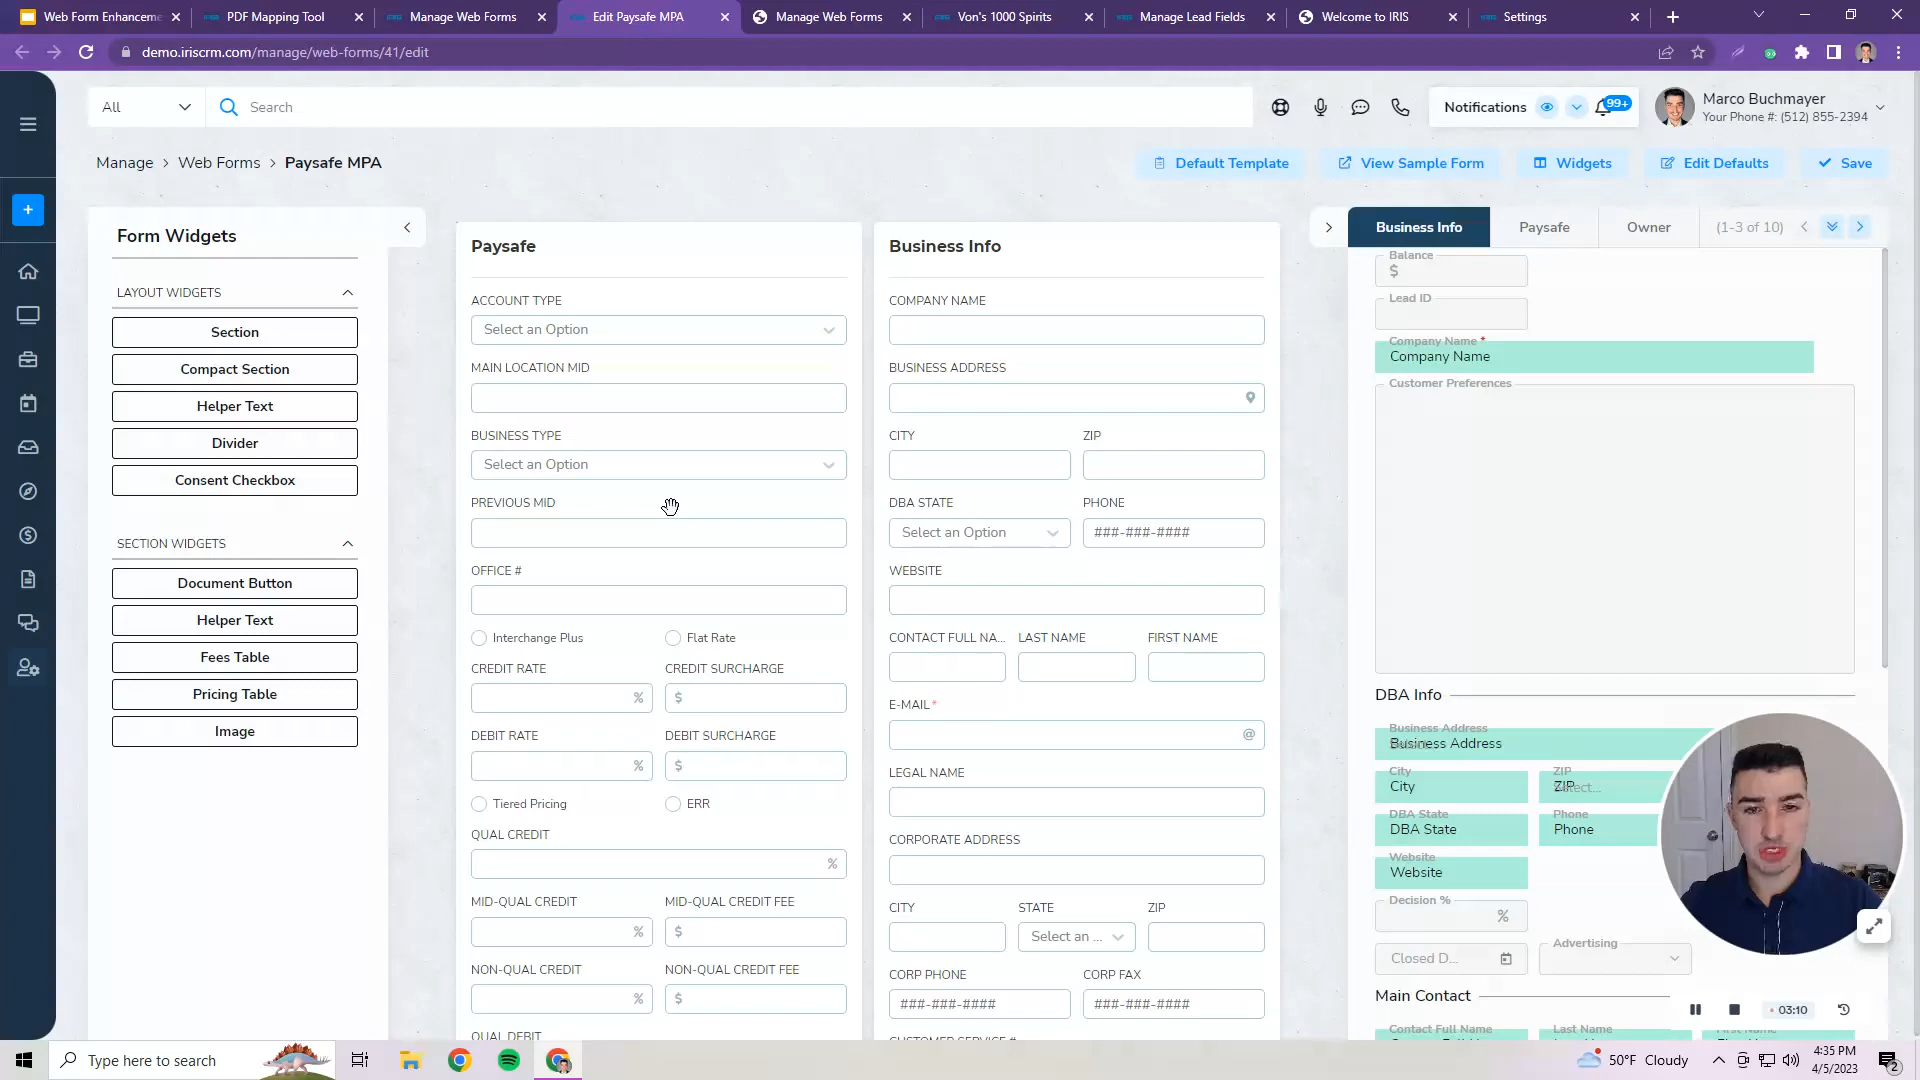 Web Form Enhancem
PDF Mapping Tool
Manage Web Forms
Edit Paysafe MPA
Manage Web Forms
Von's 1000 Spirits
Manage Lead Fields
Welcome to IRIS
Settings
demo.iriscrm.com/manage/web-forms/41/edit
All
Search
Notifications
99+
Marco Buchmayer
Your Phone #: (512) 855-2394
Manage > Web Forms > Paysafe MPA
Default Template
View Sample Form
Widgets
Edit Defaults
Save
Form Widgets
LAYOUT WIDGETS
Section
Compact Section
Helper Text
Divider
Consent Checkbox
SECTION WIDGETS
Document Button
Helper Text
Fees Table
Pricing Table
Image
Paysafe
ACCOUNT TYPE
Select an Option
MAIN LOCATION MID
BUSINESS TYPE
Select an Option
PREVIOUS MID
OFFICE #
Interchange Plus
Flat Rate
CREDIT RATE
CREDIT SURCHARGE
%
$
DEBIT RATE
DEBIT SURCHARGE
%
$
Tiered Pricing
ERR
QUAL CREDIT
%
MID-QUAL CREDIT
MID-QUAL CREDIT FEE
%
$
NON-QUAL CREDIT
NON-QUAL CREDIT FEE
%
$
QUAL DEBIT
Business Info
COMPANY NAME
BUSINESS ADDRESS
CITY
ZIP
DBA STATE
PHONE
Select an Option
###-###-####
WEBSITE
CONTACT FULL NA...
LAST NAME
FIRST NAME
E-MAIL*
@
LEGAL NAME
CORPORATE ADDRESS
CITY
STATE
ZIP
Select an ...
CORP PHONE
CORP FAX
###-###-####
###-###-####
CUSTOMER SERVICE #
Business Info
Paysafe
Owner
(1-3 of 10)
Balance
$
Lead ID
Company Name *
Company Name
Customer Preferences
DBA Info
Business Address
Business Address
City
City
ZIP
ZIP
Select...
DBA State
DBA State
Phone
Phone
Website
Website
Decision %
%
Closed D...
Advertising
Main Contact
Contact Full Name
Last Name
03:10
Type here to search
50°F Cloudy
4:35 PM
4/5/2023
2